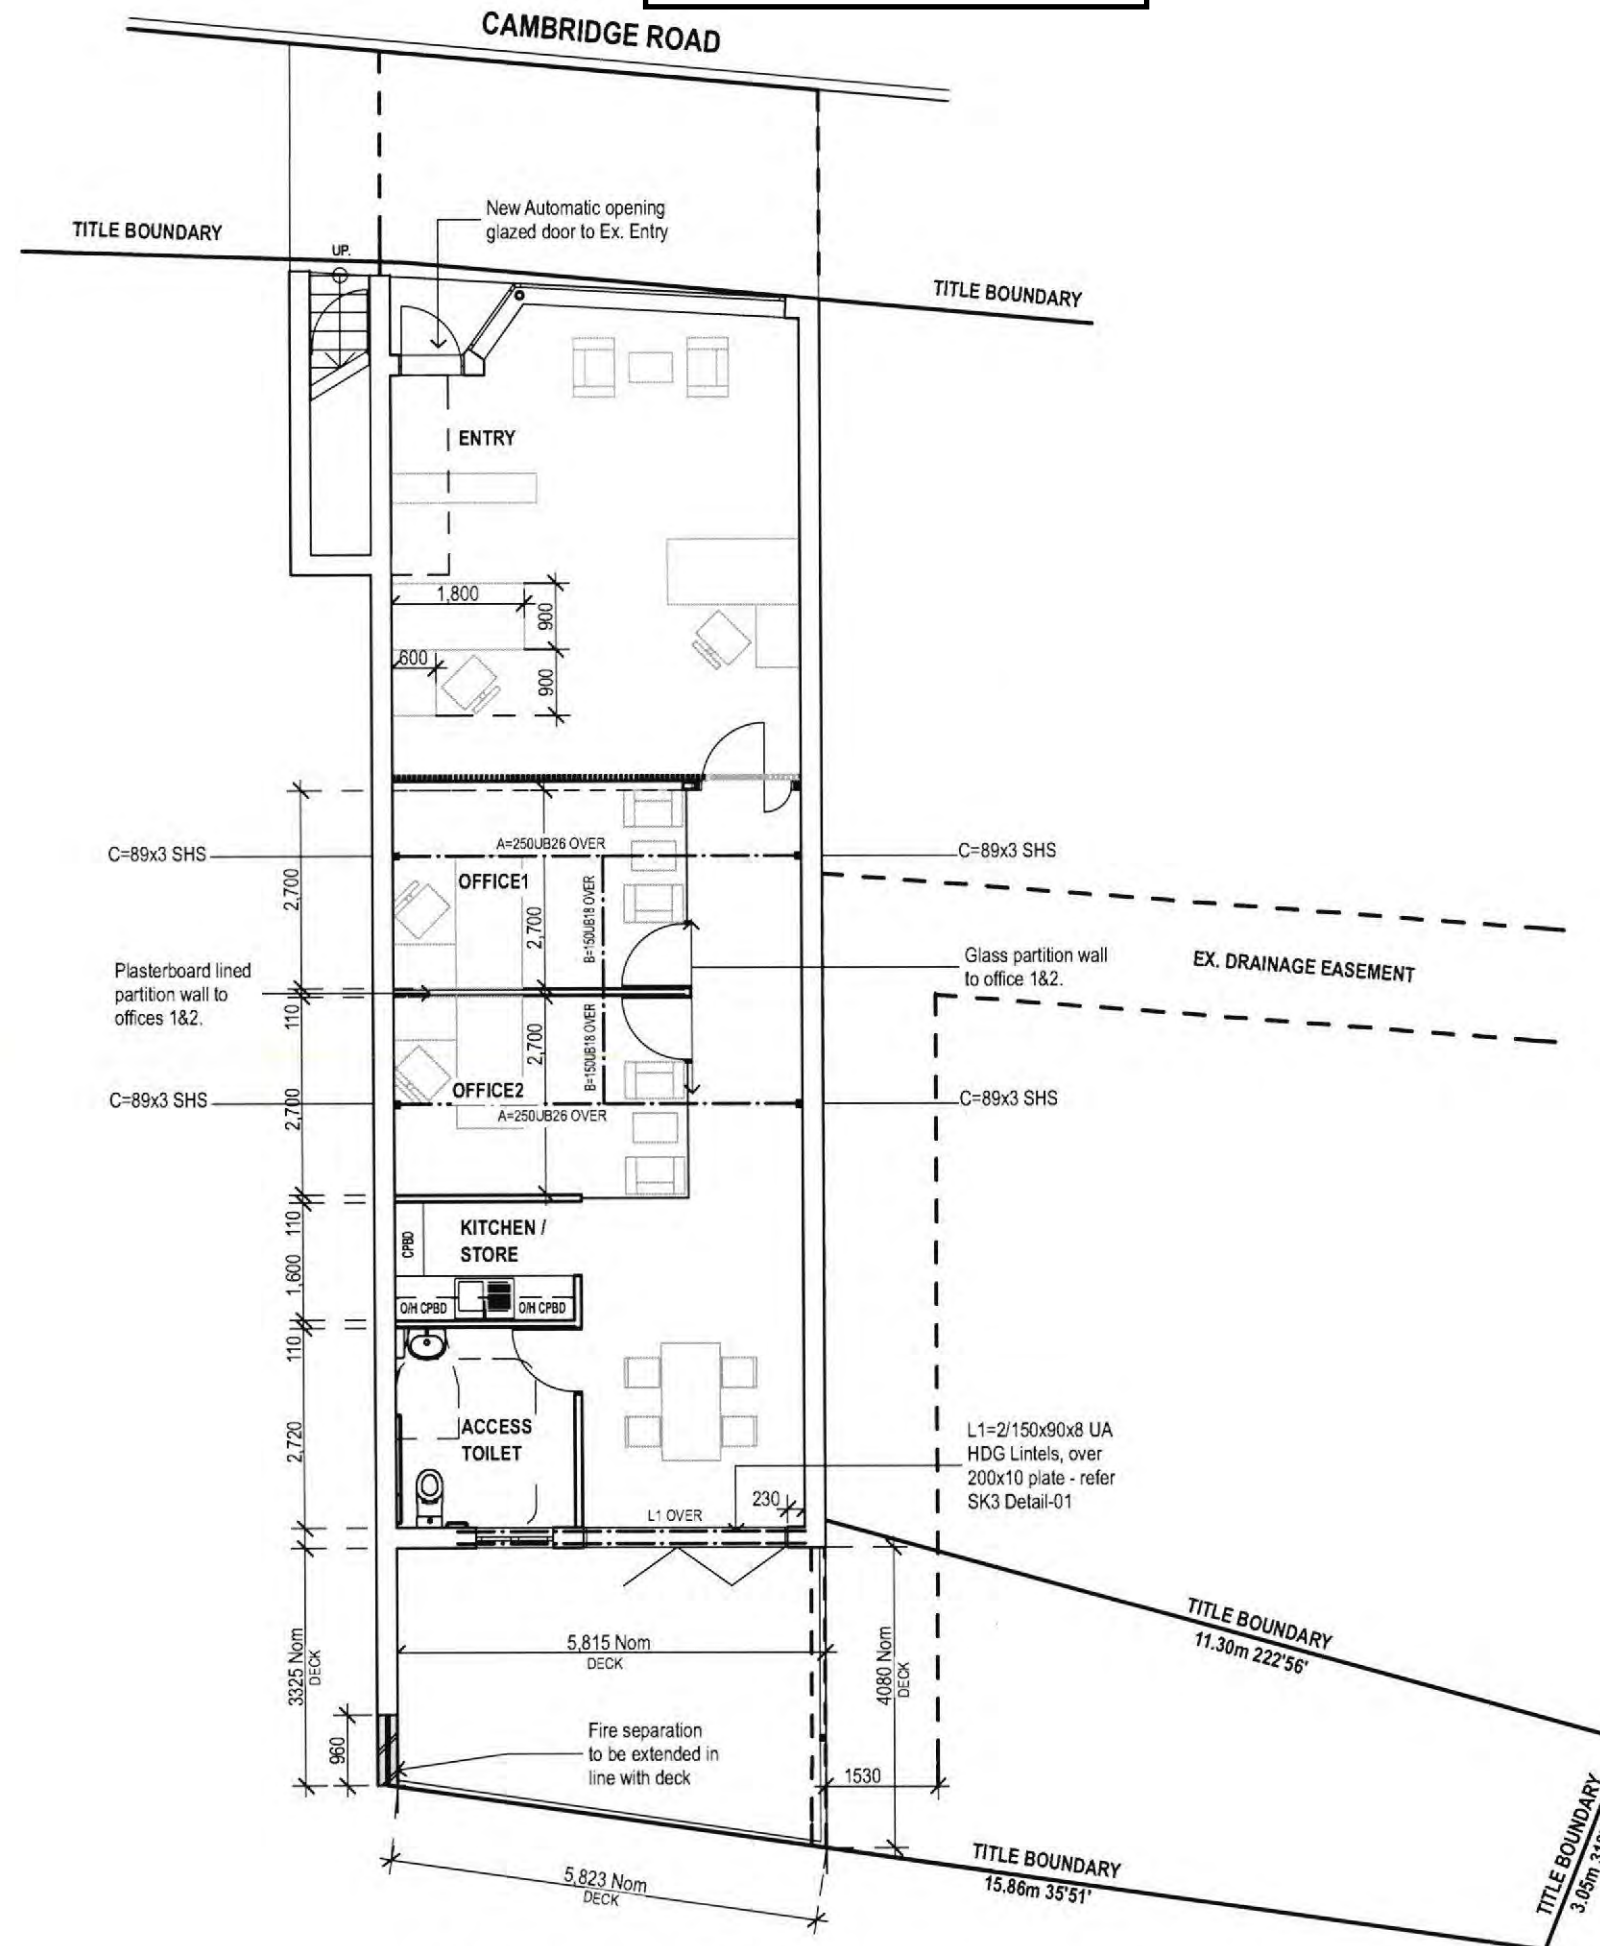 CAMBRIDGE ROAD
New Automatic opening
glazed door to Ex. Entry
TITLE BOUNDARY
UP.
TITLE BOUNDARY
ENTRY
1,800
900
600
900
A=250UB26 OVER
C=89x3 SHS
C=89x3 SHS
OFFICE1
2,700
2,700
B=150UB18 OVER
Glass partition wall
to office 1&2.
EX. DRAINAGE EASEMENT
Plasterboard lined
partition wall to
offices 1&2.
110
2,700
B=150UB18 OVER
OFFICE2
C=89x3 SHS
C=89x3 SHS
2,700
A=250UB26 OVER
110
KITCHEN /
STORE
CPBD
1,600
O/H CPBD
O/H CPBD
110
ACCESS
TOILET
2,720
L1=2/150x90x8 UA
HDG Lintels, over
200x10 plate - refer
SK3 Detail-01
230
L1 OVER
TITLE BOUNDARY
11.30m 222'56'
5,815 Nom
DECK
3325 Nom
DECK
4080 Nom
DECK
960
Fire separation
to be extended in
line with deck
1530
TITLE BOUNDARY
15.86m 35'51'
TITLE BOUNDARY
3.05m
5,823 Nom
DECK